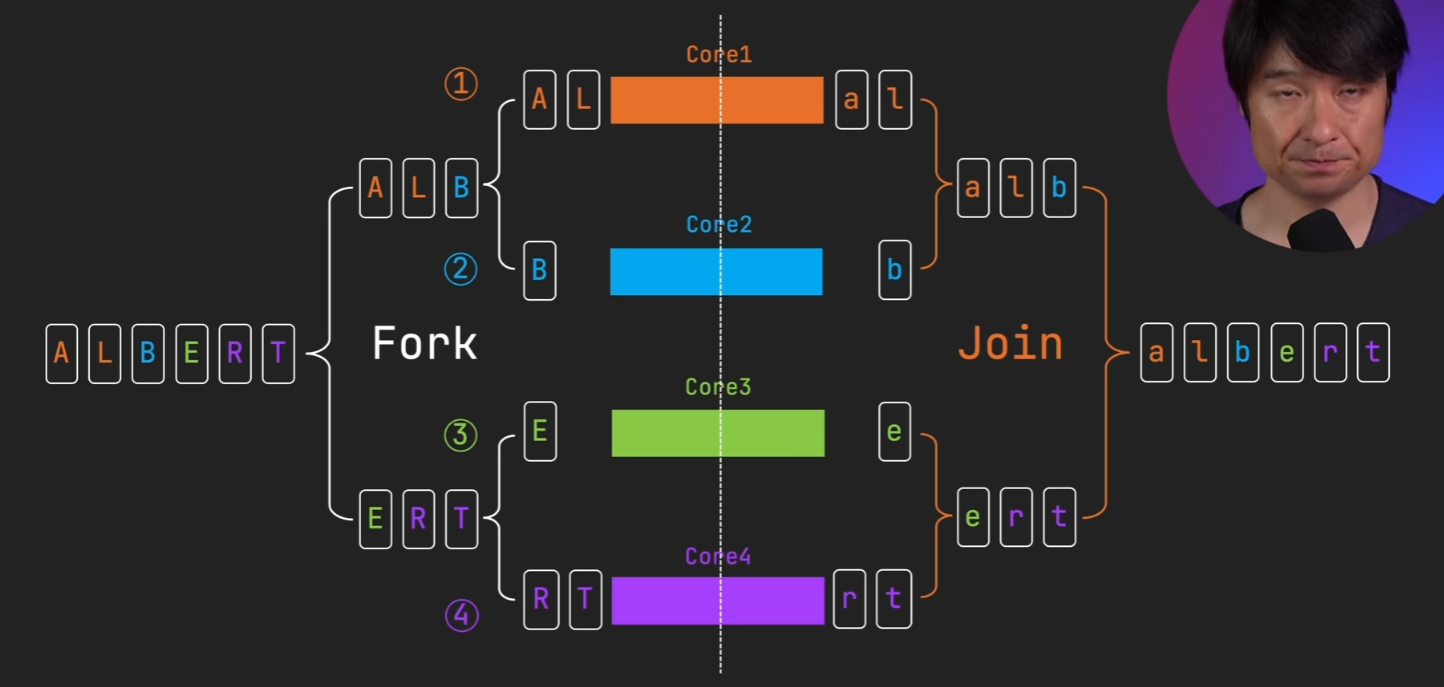 Core1
① A L a l
A L B a l b
Core2
② B b
Fork Join
A L B E R T a l b e r t
Core3
③ E e
E R T e r t
Core4
④ R T r t